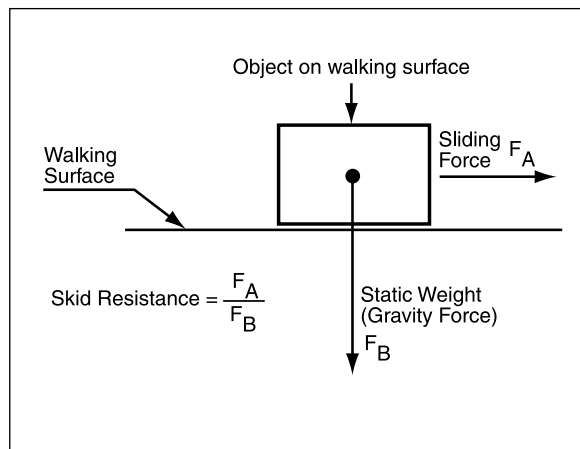 Object on walking surface
Sliding
Force F_A
Walking
Surface
Skid Resistance = F_A / F_B
Static Weight
(Gravity Force)
F_B